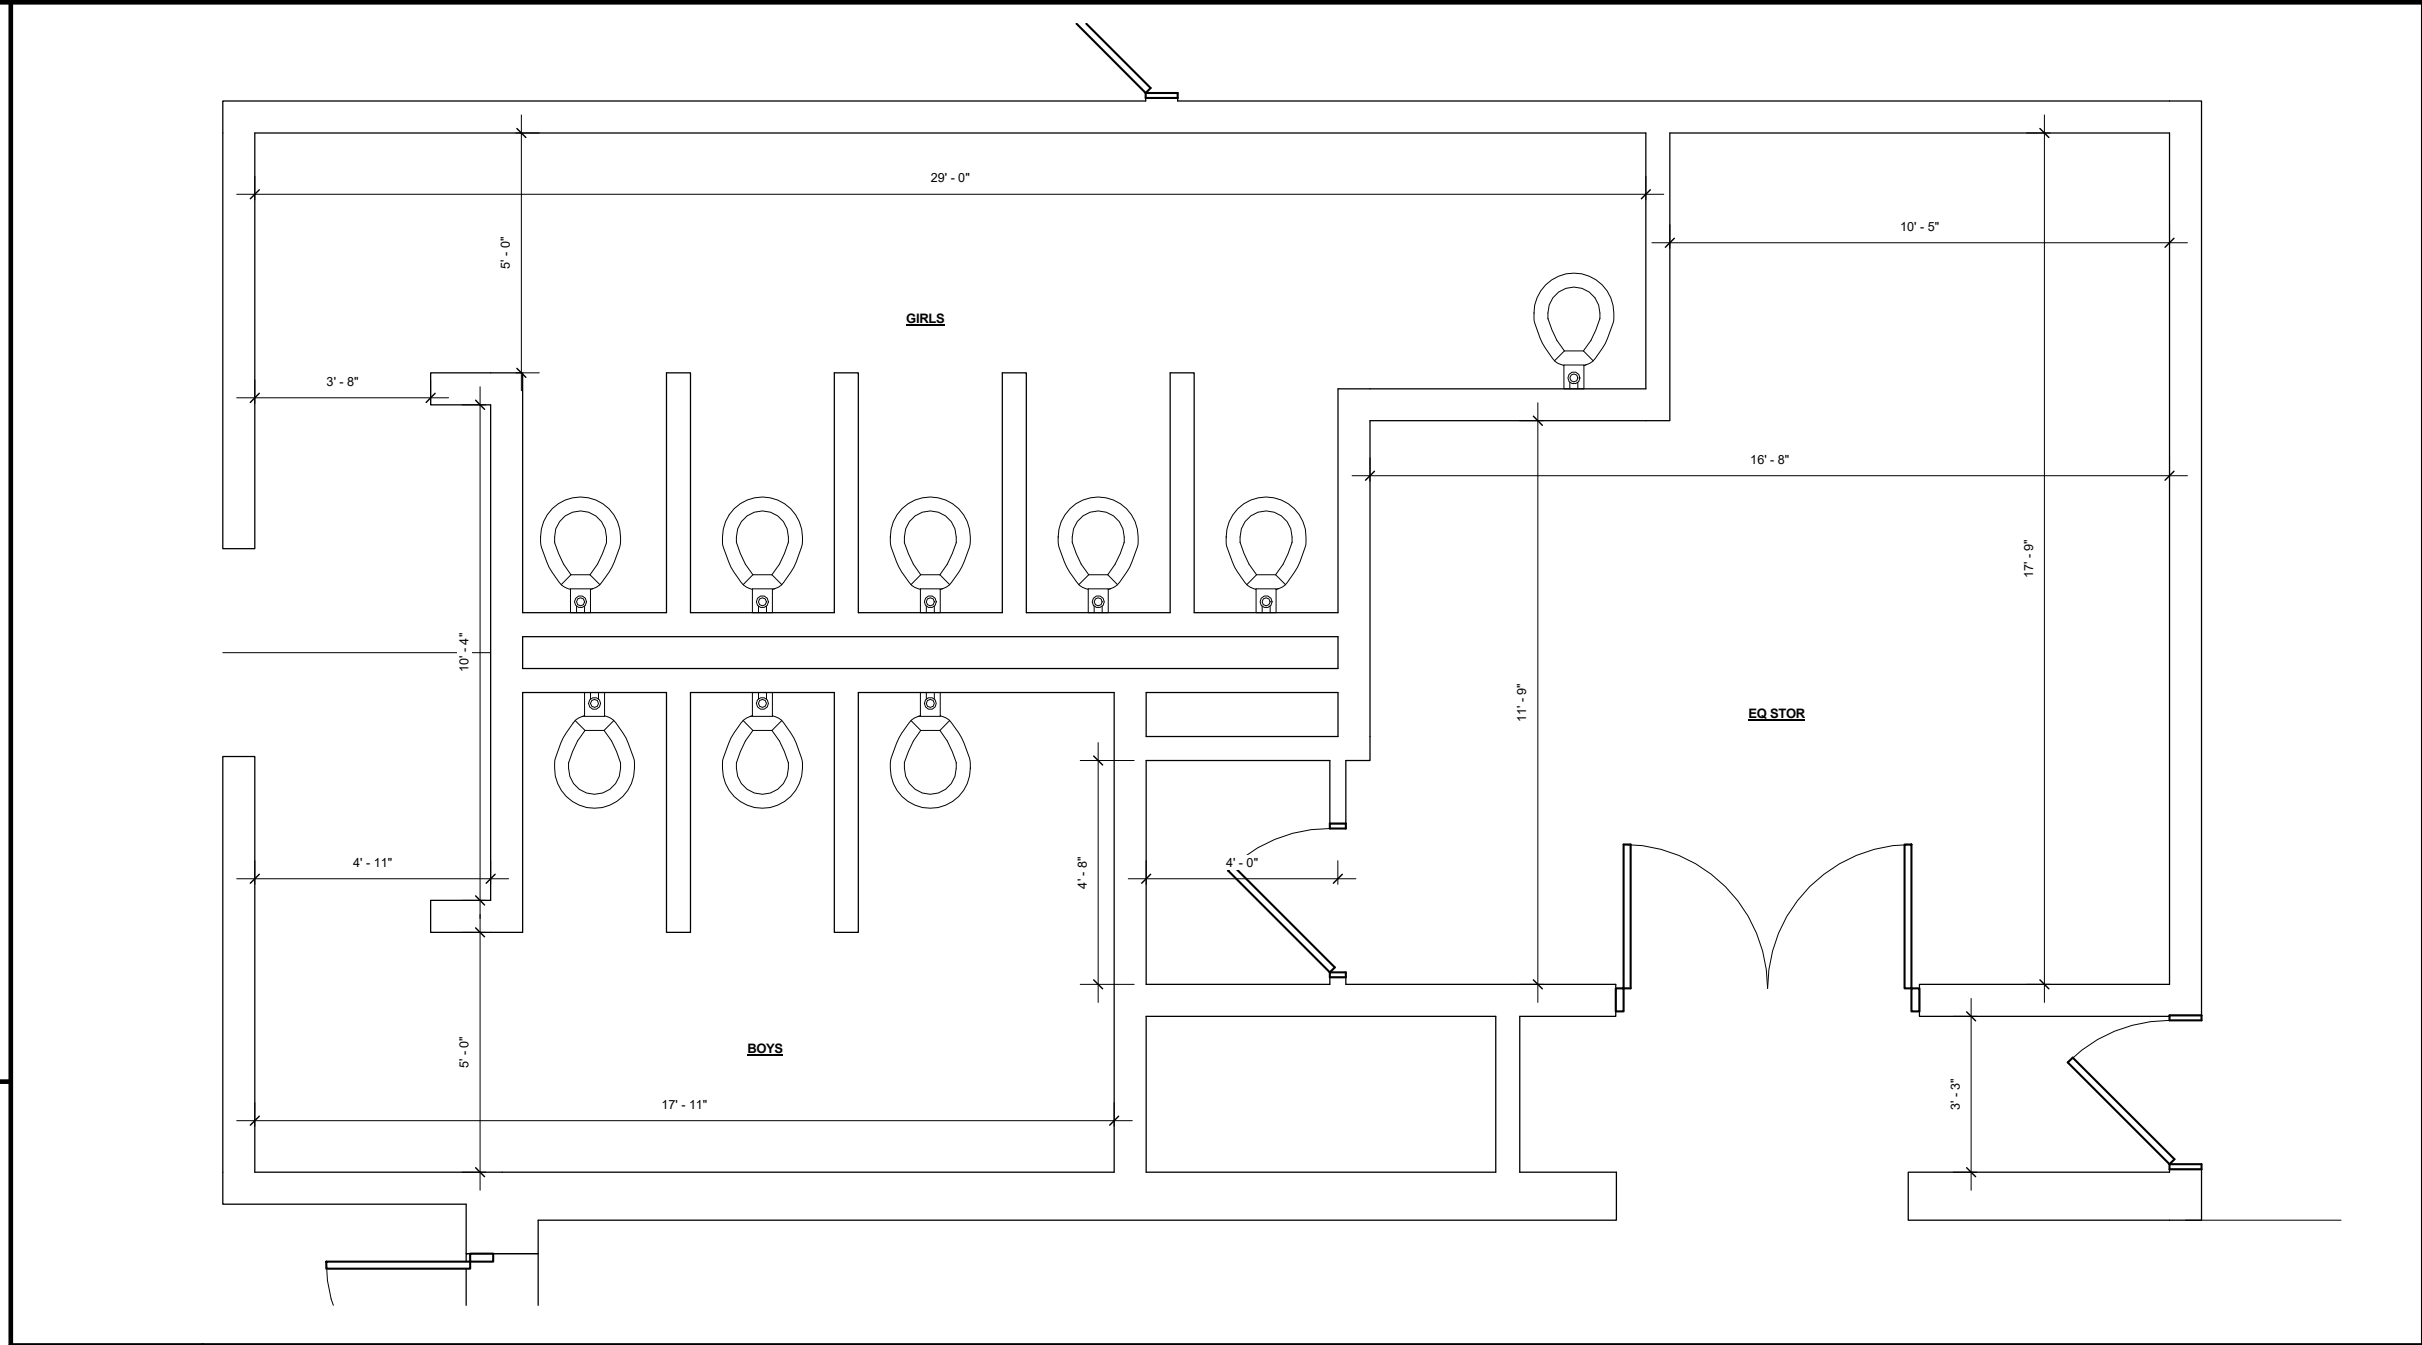 29' - 0"
10' - 5"
5' - 0"
GIRLS
3' - 8"
16' - 8"
17' - 9"
10' - 4"
11' - 9"
EQ STOR
4' - 11"
4' - 8"
4' - 0"
5' - 0"
BOYS
17' - 11"
3' - 3"